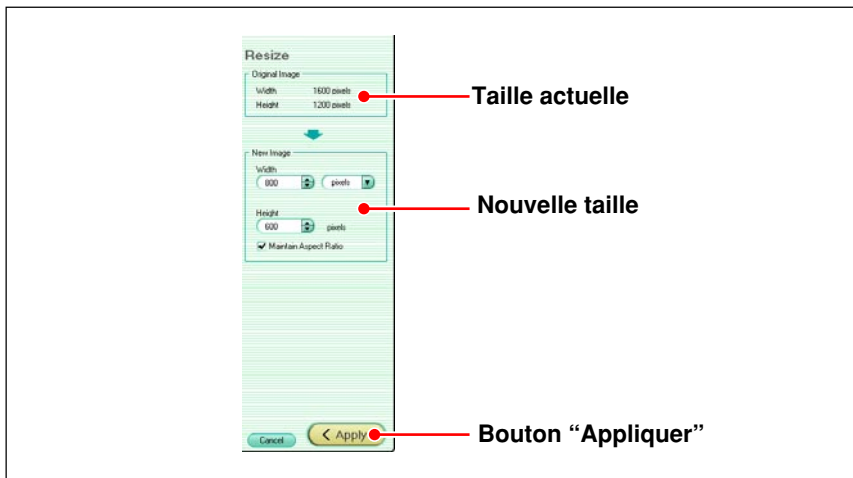 Resize
Original Image
Width 1600 pixels
Height 1200 pixels
Taille actuelle
New Image
Width
800 pixels
Height
600 pixels
Maintain Aspect Ratio
Nouvelle taille
Cancel < Apply
Bouton “Appliquer”